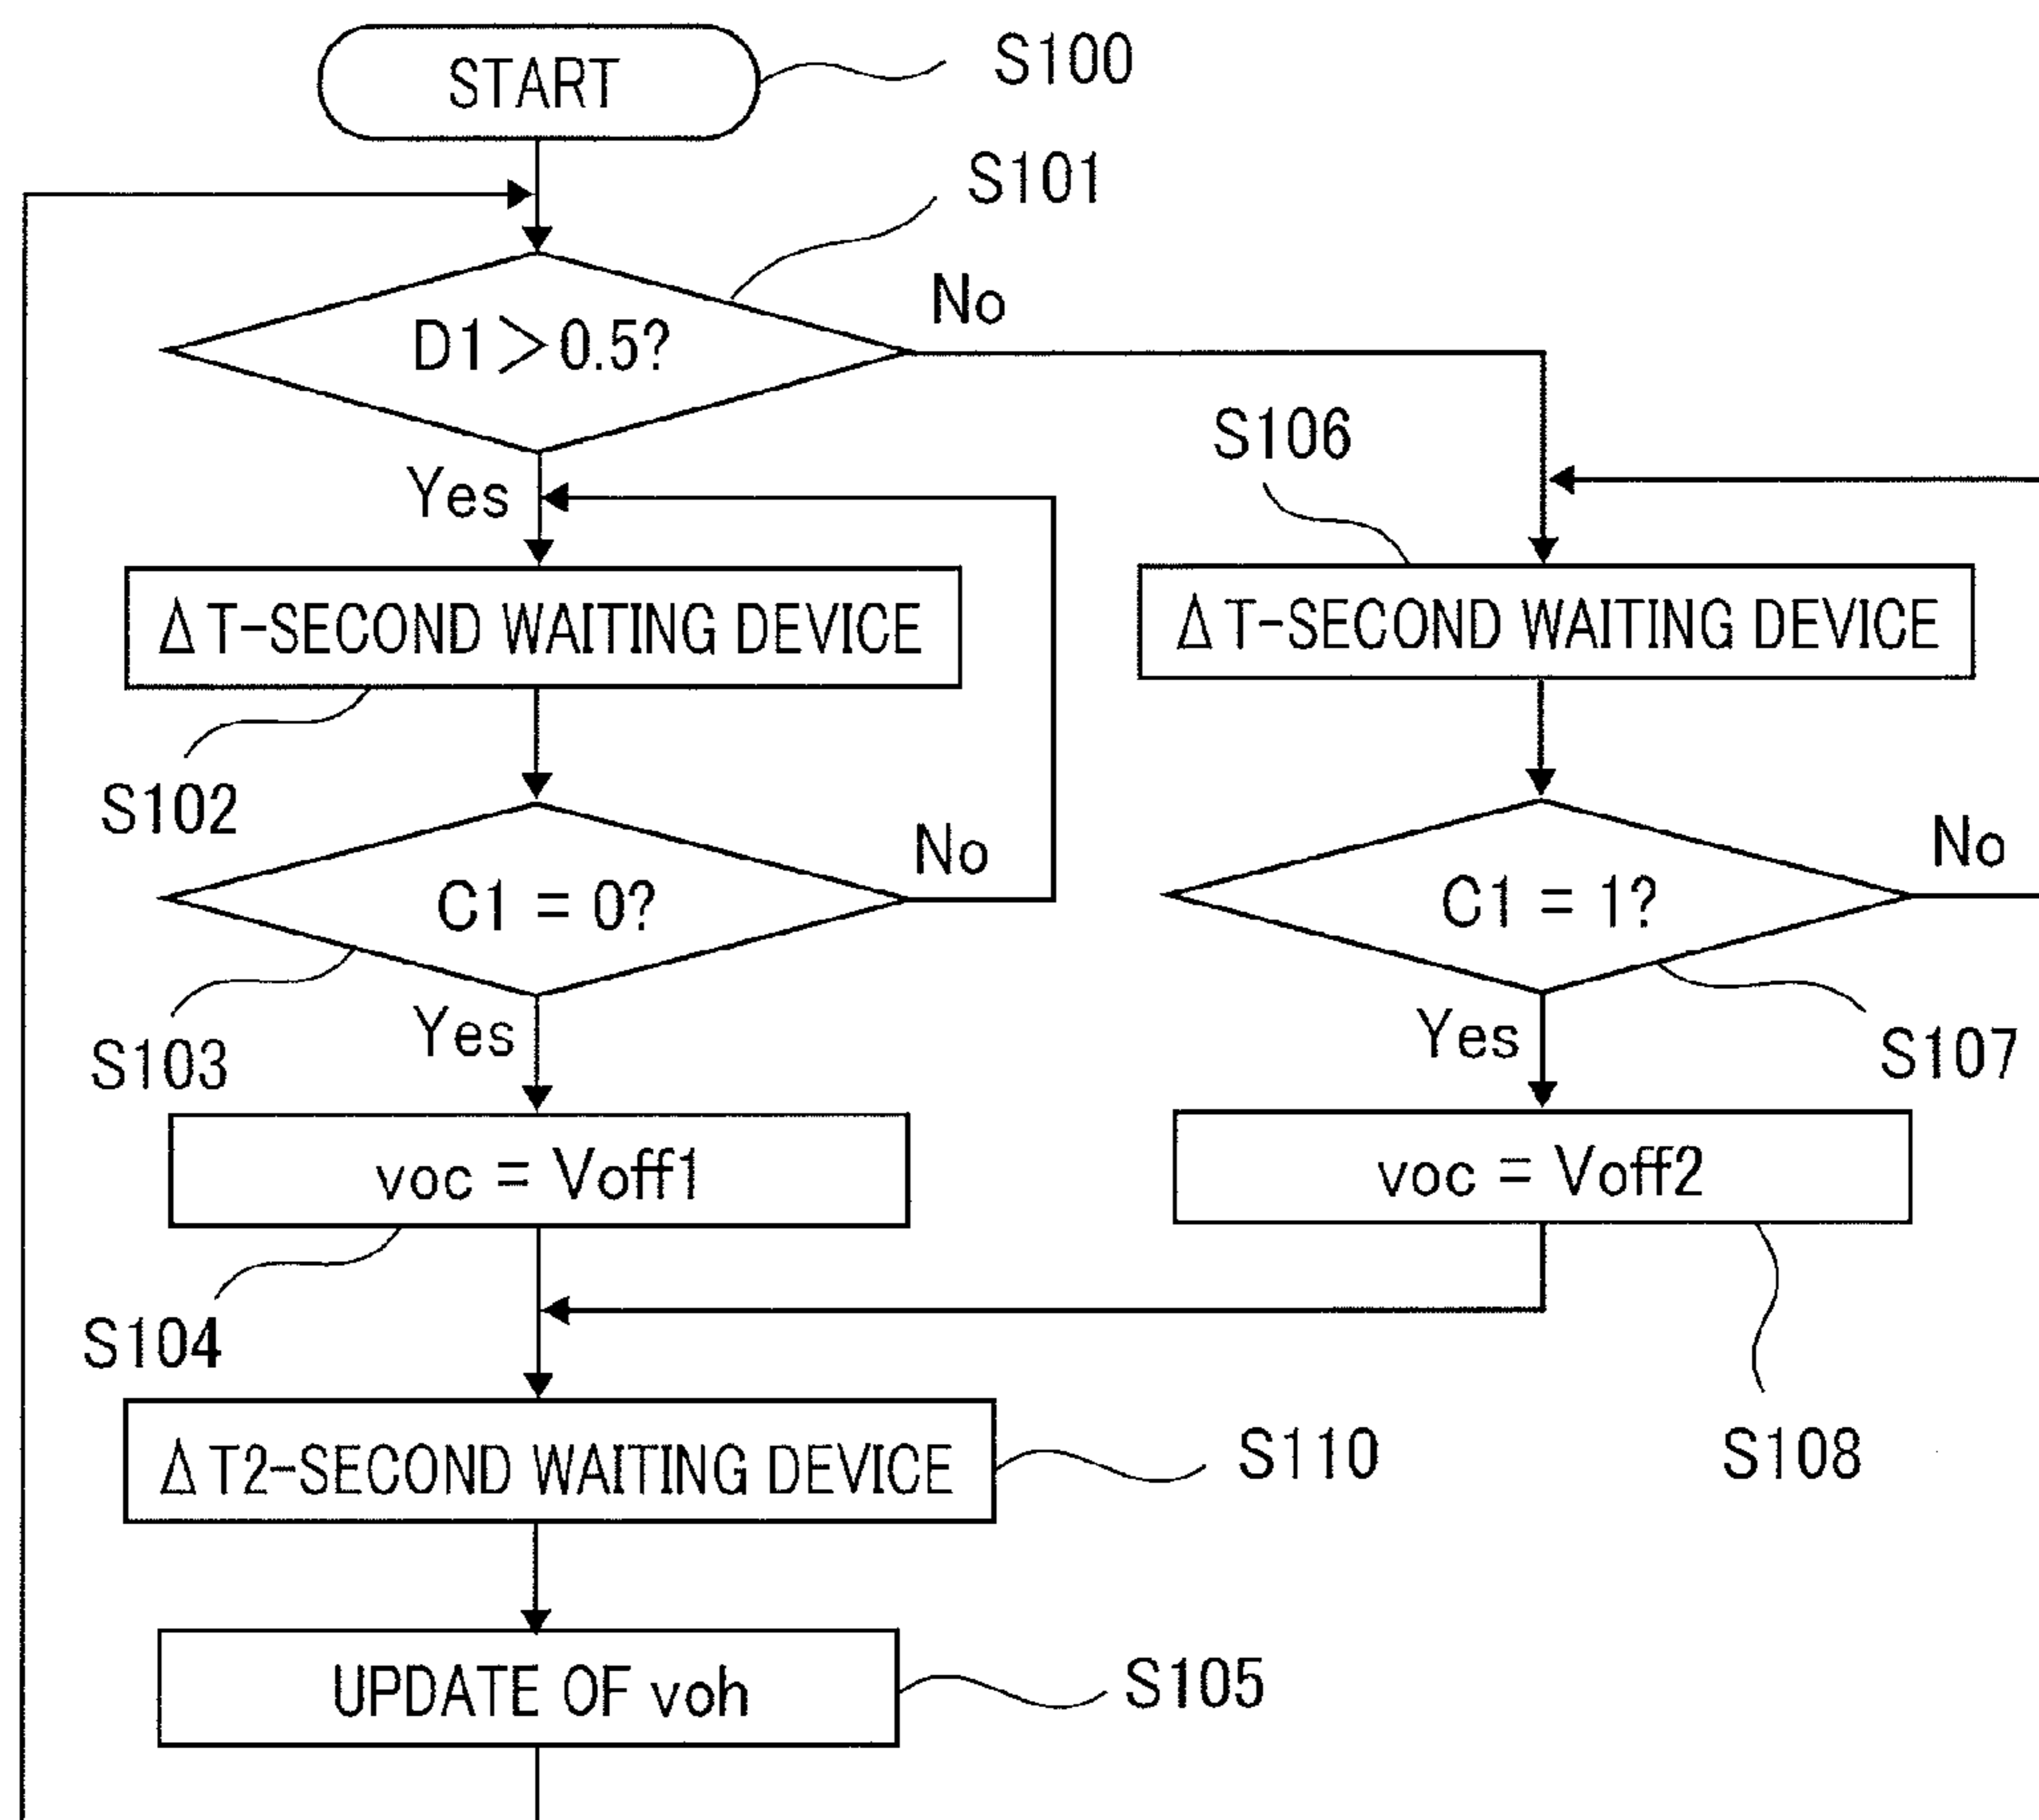 START
S100
S101
D1＞0.5?
No
S106
Yes
ΔT-SECOND WAITING DEVICE
ΔT-SECOND WAITING DEVICE
S102
C1 = 0?
No
C1 = 1?
No
S103
Yes
Yes
S107
voc = Voff1
voc = Voff2
S104
ΔT2-SECOND WAITING DEVICE
S110
S108
UPDATE OF voh
S105